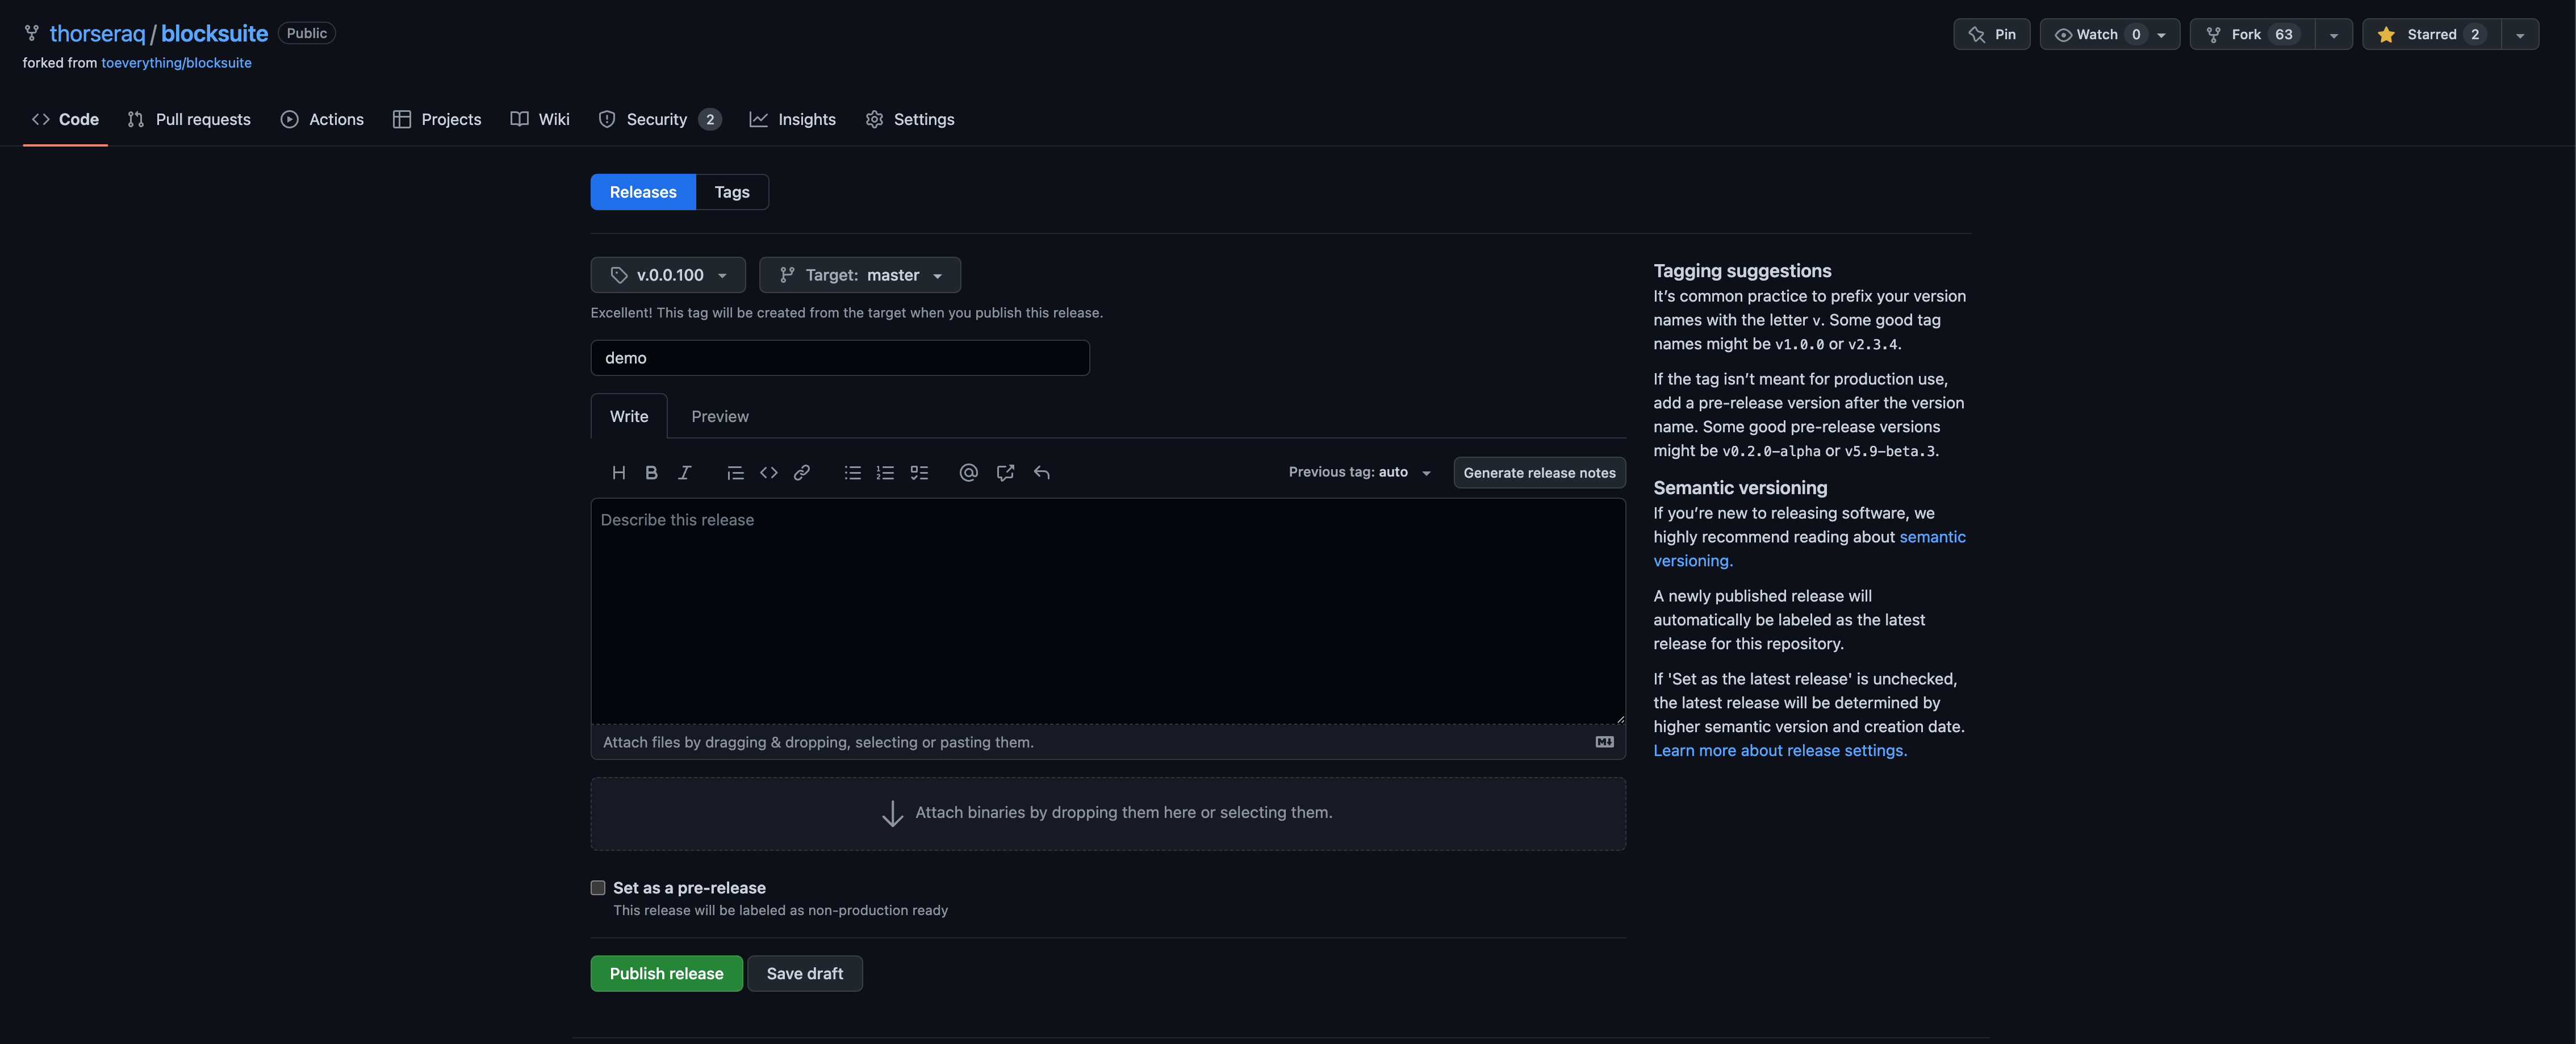 thorseraq / blocksuite Public
Pin Watch 0 Fork 63 Starred 2
forked from toeverything/blocksuite
Code Pull requests Actions Projects Wiki Security 2 Insights Settings
Releases Tags
v.0.0.100 Target: master
Excellent! This tag will be created from the target when you publish this release.
demo
Write Preview
H B I Previous tag: auto Generate release notes
Describe this release
Attach files by dragging & dropping, selecting or pasting them.
Attach binaries by dropping them here or selecting them.
Set as a pre-release
This release will be labeled as non-production ready
Publish release Save draft
Tagging suggestions
It’s common practice to prefix your version
names with the letter v. Some good tag
names might be v1.0.0 or v2.3.4.
If the tag isn’t meant for production use,
add a pre-release version after the version
name. Some good pre-release versions
might be v0.2.0-alpha or v5.9-beta.3.
Semantic versioning
If you’re new to releasing software, we
highly recommend reading about semantic
versioning.
A newly published release will
automatically be labeled as the latest
release for this repository.
If 'Set as the latest release' is unchecked,
the latest release will be determined by
higher semantic version and creation date.
Learn more about release settings.